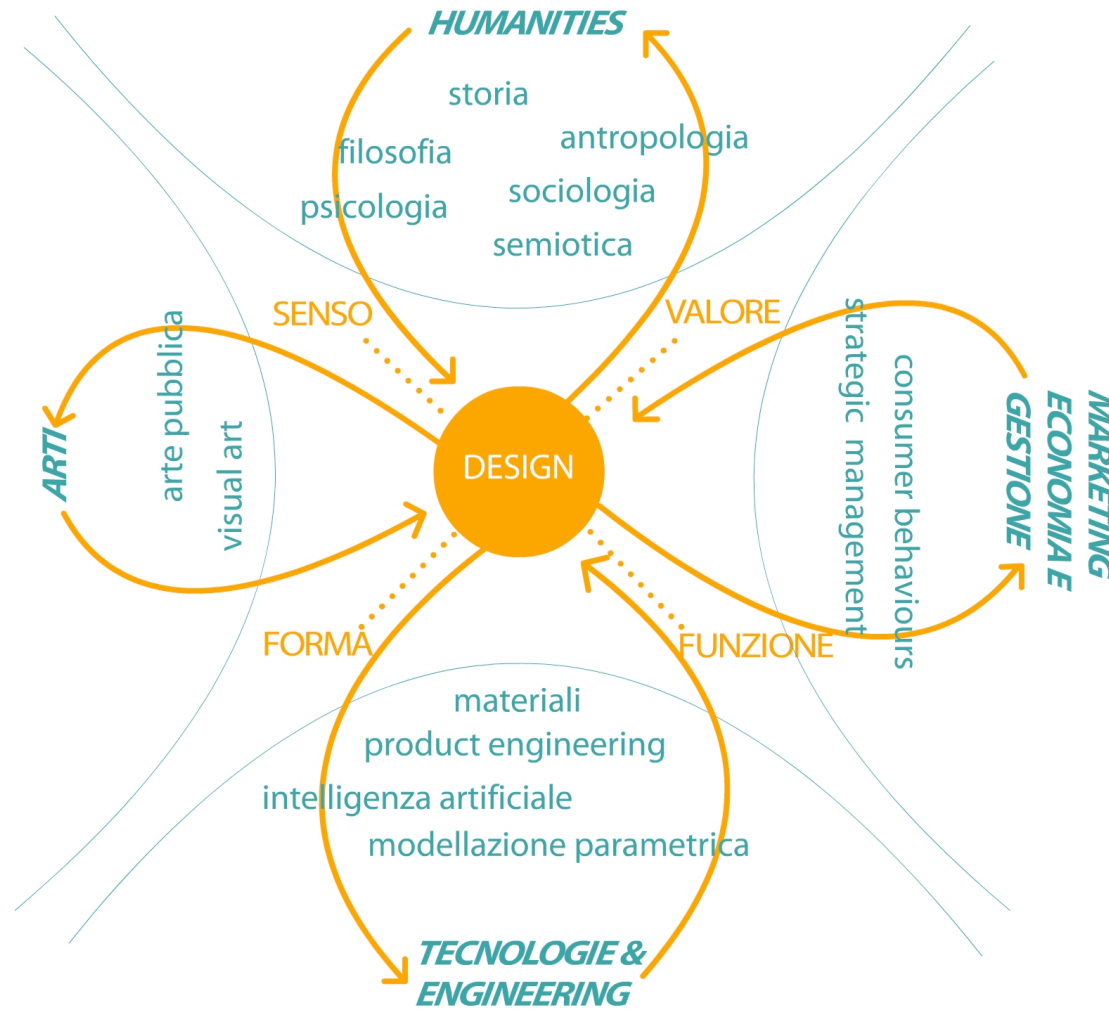 HUMANITIES
storia
antropologia
filosofia
sociologia
psicologia
semiotica
SENSO
VALORE
ARTI
arte pubblica
visual art
DESIGN
strategic management
consumer behaviours
MARKETING
ECONOMIA E
GESTIONE
FORMA
FUNZIONE
materiali
product engineering
intelligenza artificiale
modellazione parametrica
TECNOLOGIE &
ENGINEERING